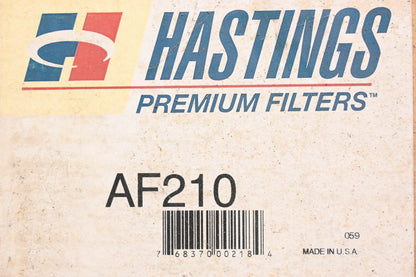 HASTINGS
PREMIUM FILTERS™
AF210
7 68370 00218 4
059
MADE IN U.S.A.